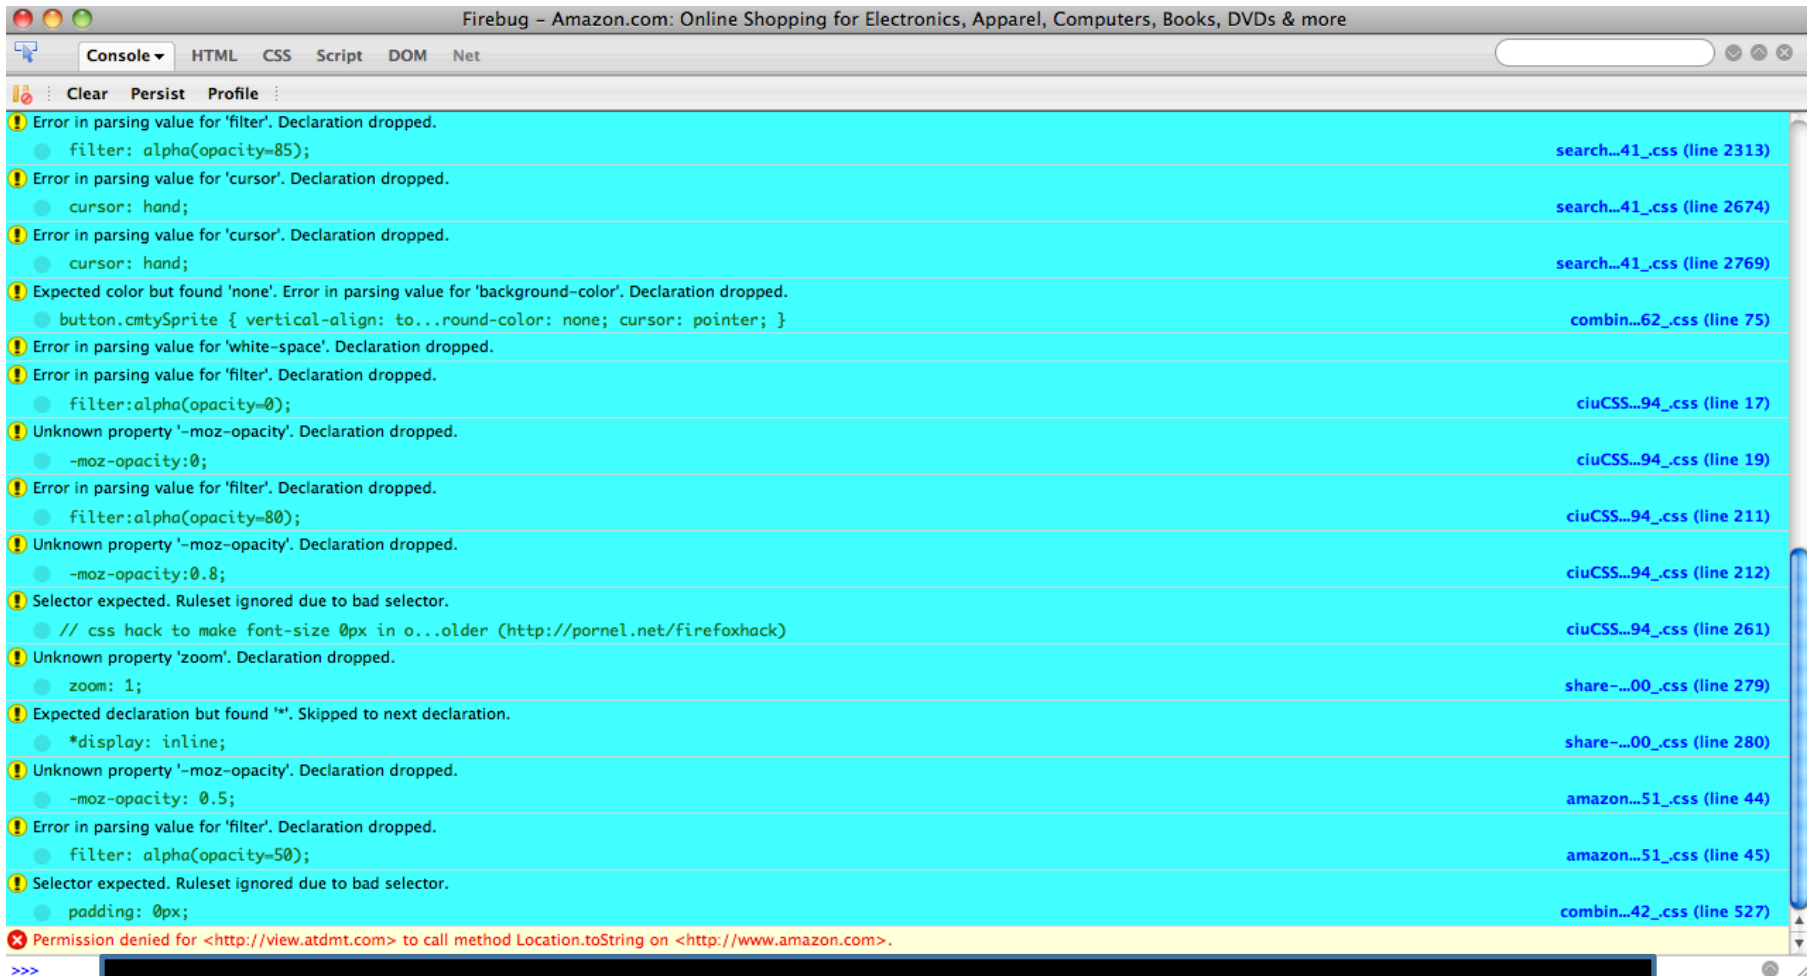 Firebug - Amazon.com: Online Shopping for Electronics, Apparel, Computers, Books, DVDs & more
Console HTML CSS Script DOM Net
Clear Persist Profile
Error in parsing value for 'filter'. Declaration dropped.
filter: alpha(opacity=85); search...41_.css (line 2313)
Error in parsing value for 'cursor'. Declaration dropped.
cursor: hand; search...41_.css (line 2674)
Error in parsing value for 'cursor'. Declaration dropped.
cursor: hand; search...41_.css (line 2769)
Expected color but found 'none'. Error in parsing value for 'background-color'. Declaration dropped.
button.cmtySprite { vertical-align: to...round-color: none; cursor: pointer; } combin...62_.css (line 75)
Error in parsing value for 'white-space'. Declaration dropped.
Error in parsing value for 'filter'. Declaration dropped.
filter:alpha(opacity=0); ciuCSS...94_.css (line 17)
Unknown property '-moz-opacity'. Declaration dropped.
-moz-opacity:0; ciuCSS...94_.css (line 19)
Error in parsing value for 'filter'. Declaration dropped.
filter:alpha(opacity=80); ciuCSS...94_.css (line 211)
Unknown property '-moz-opacity'. Declaration dropped.
-moz-opacity:0.8; ciuCSS...94_.css (line 212)
Selector expected. Ruleset ignored due to bad selector.
// css hack to make font-size 0px in o...older (http://pornel.net/firefoxhack) ciuCSS...94_.css (line 261)
Unknown property 'zoom'. Declaration dropped.
zoom: 1; share-...00_.css (line 279)
Expected declaration but found '*'. Skipped to next declaration.
*display: inline; share-...00_.css (line 280)
Unknown property '-moz-opacity'. Declaration dropped.
-moz-opacity: 0.5; amazon...51_.css (line 44)
Error in parsing value for 'filter'. Declaration dropped.
filter: alpha(opacity=50); amazon...51_.css (line 45)
Selector expected. Ruleset ignored due to bad selector.
padding: 0px; combin...42_.css (line 527)
Permission denied for <http://view.atdmt.com> to call method Location.toString on <http://www.amazon.com>.
>>>